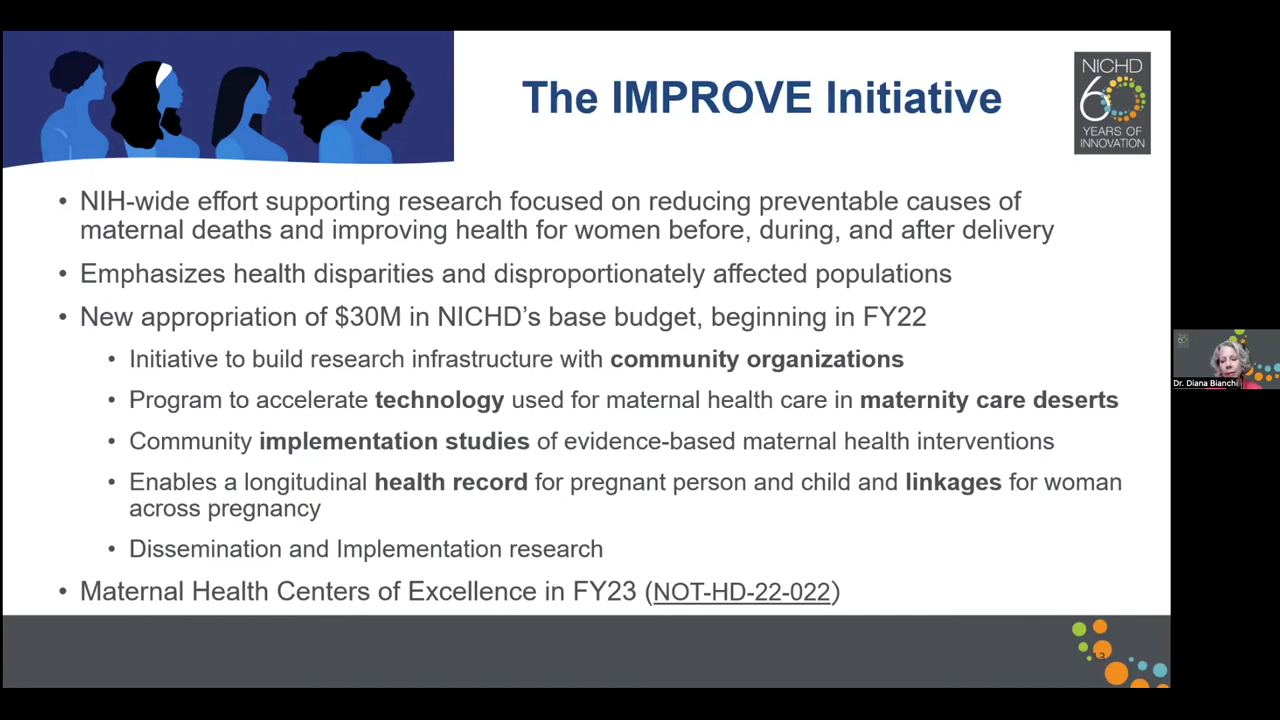 The IMPROVE Initiative
NICHD
60
YEARS OF
INNOVATION
• NIH-wide effort supporting research focused on reducing preventable causes of
maternal deaths and improving health for women before, during, and after delivery
• Emphasizes health disparities and disproportionately affected populations
• New appropriation of $30M in NICHD’s base budget, beginning in FY22
• Initiative to build research infrastructure with community organizations
• Program to accelerate technology used for maternal health care in maternity care deserts
• Community implementation studies of evidence-based maternal health interventions
• Enables a longitudinal health record for pregnant person and child and linkages for woman
across pregnancy
• Dissemination and Implementation research
• Maternal Health Centers of Excellence in FY23 (NOT-HD-22-022)
13
60
Dr. Diana Bianchi